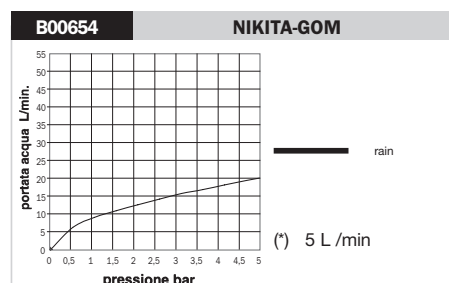 B00654 NIKITA-GOM
portata acqua L/min.
55
50
45
40
35
30
25
20
15
10
5
0
0 0,5 1 1,5 2 2,5 3 3,5 4 4,5 5
pressione bar
rain
(*) 5 L /min